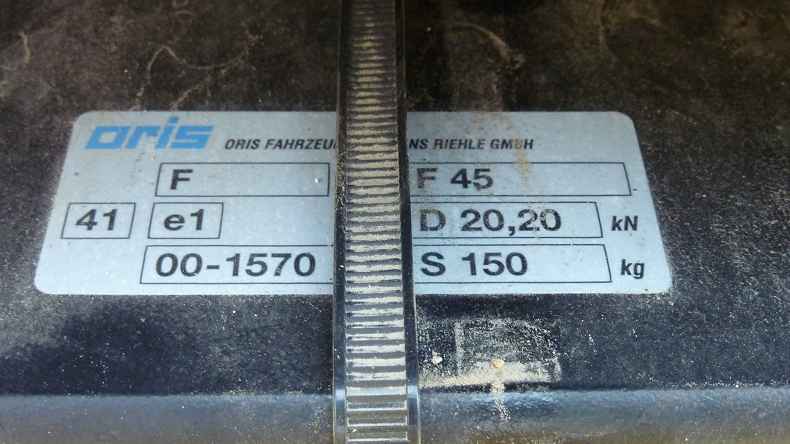 oris ORIS FAHRZEU NS RIEHLE GMBH
F F 45
41 e1 D 20,20 kN
00-1570 S 150 kg